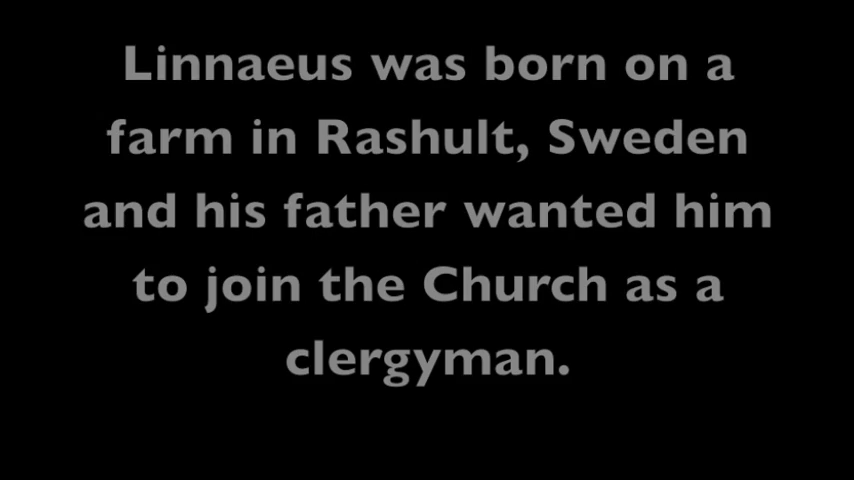 Linnaeus was born on a
farm in Rashult, Sweden
and his father wanted him
to join the Church as a
clergyman.